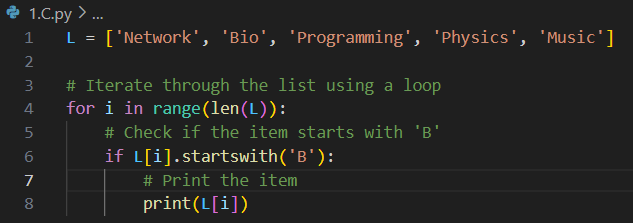 1.C.py > ...
1 L = ['Network', 'Bio', 'Programming', 'Physics', 'Music']
2
3 # Iterate through the list using a loop
4 for i in range(len(L)):
5     # Check if the item starts with 'B'
6     if L[i].startswith('B'):
7         # Print the item
8         print(L[i])